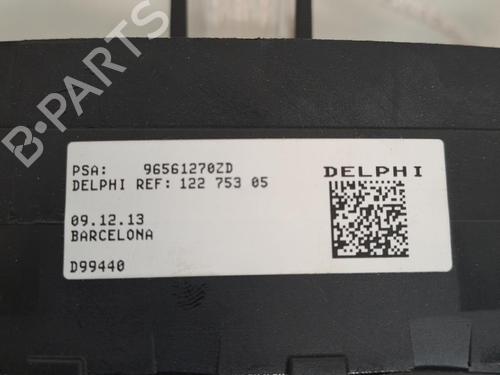 B-PARTS
PSA: 96561270ZD
DELPHI REF: 122 753 05
09.12.13
BARCELONA
D99440
DELPHI